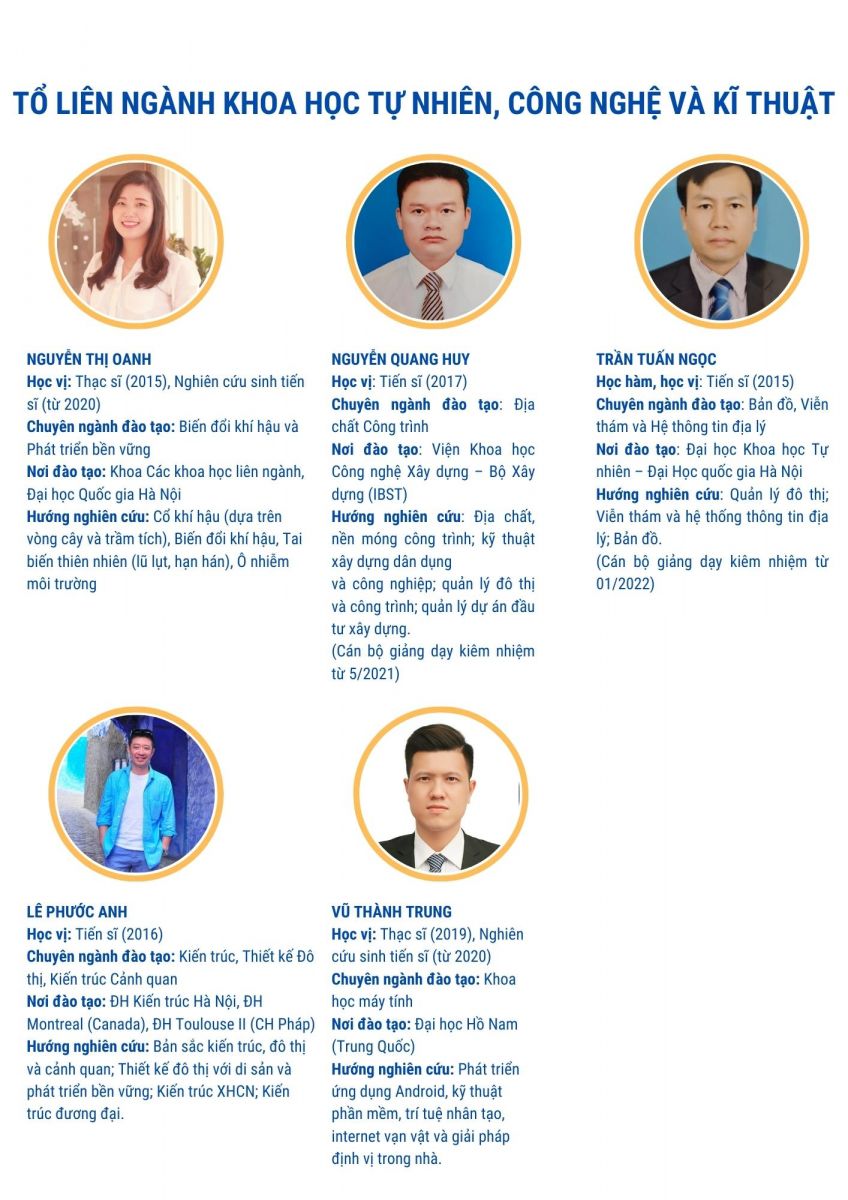 TỔ LIÊN NGÀNH KHOA HỌC TỰ NHIÊN, CÔNG NGHỆ VÀ KĨ THUẬT
NGUYỄN THỊ OANH
Học vị: Thạc sĩ (2015), Nghiên cứu sinh tiến
sĩ (từ 2020)
Chuyên ngành đào tạo: Biến đổi khí hậu và
Phát triển bền vững
Nơi đào tạo: Khoa Các khoa học liên ngành,
Đại học Quốc gia Hà Nội
Hướng nghiên cứu: Cổ khí hậu (dựa trên
vòng cây và trầm tích), Biến đổi khí hậu, Tai
biến thiên nhiên (lũ lụt, hạn hán), Ô nhiễm
môi trường
NGUYỄN QUANG HUY
Học vị: Tiến sĩ (2017)
Chuyên ngành đào tạo: Địa
chất Công trình
Nơi đào tạo: Viện Khoa học
Công nghệ Xây dựng – Bộ Xây
dựng (IBST)
Hướng nghiên cứu: Địa chất,
nền móng công trình; kỹ thuật
xây dựng dân dụng
và công nghiệp; quản lý đô thị
và công trình; quản lý dự án đầu
tư xây dựng.
(Cán bộ giảng dạy kiêm nhiệm
từ 5/2021)
TRẦN TUẤN NGỌC
Học hàm, học vị: Tiến sĩ (2015)
Chuyên ngành đào tạo: Bản đồ, Viễn
thám và Hệ thông tin địa lý
Nơi đào tạo: Đại học Khoa học Tự
nhiên – Đại Học quốc gia Hà Nội
Hướng nghiên cứu: Quản lý đô thị;
Viễn thám và hệ thống thông tin địa
lý; Bản đồ.
(Cán bộ giảng dạy kiêm nhiệm từ
01/2022)
LÊ PHƯỚC ANH
Học vị: Tiến sĩ (2016)
Chuyên ngành đào tạo: Kiến trúc, Thiết kế Đô
thị, Kiến trúc Cảnh quan
Nơi đào tạo: ĐH Kiến trúc Hà Nội, ĐH
Montreal (Canada), ĐH Toulouse II (CH Pháp)
Hướng nghiên cứu: Bản sắc kiến trúc, đô thị
và cảnh quan; Thiết kế đô thị với di sản và
phát triển bền vững; Kiến trúc XHCN; Kiến
trúc đương đại.
VŨ THÀNH TRUNG
Học vị: Thạc sĩ (2019), Nghiên
cứu sinh tiến sĩ (từ 2020)
Chuyên ngành đào tạo: Khoa
học máy tính
Nơi đào tạo: Đại học Hồ Nam
(Trung Quốc)
Hướng nghiên cứu: Phát triển
ứng dụng Android, kỹ thuật
phần mềm, trí tuệ nhân tạo,
internet vạn vật và giải pháp
định vị trong nhà.